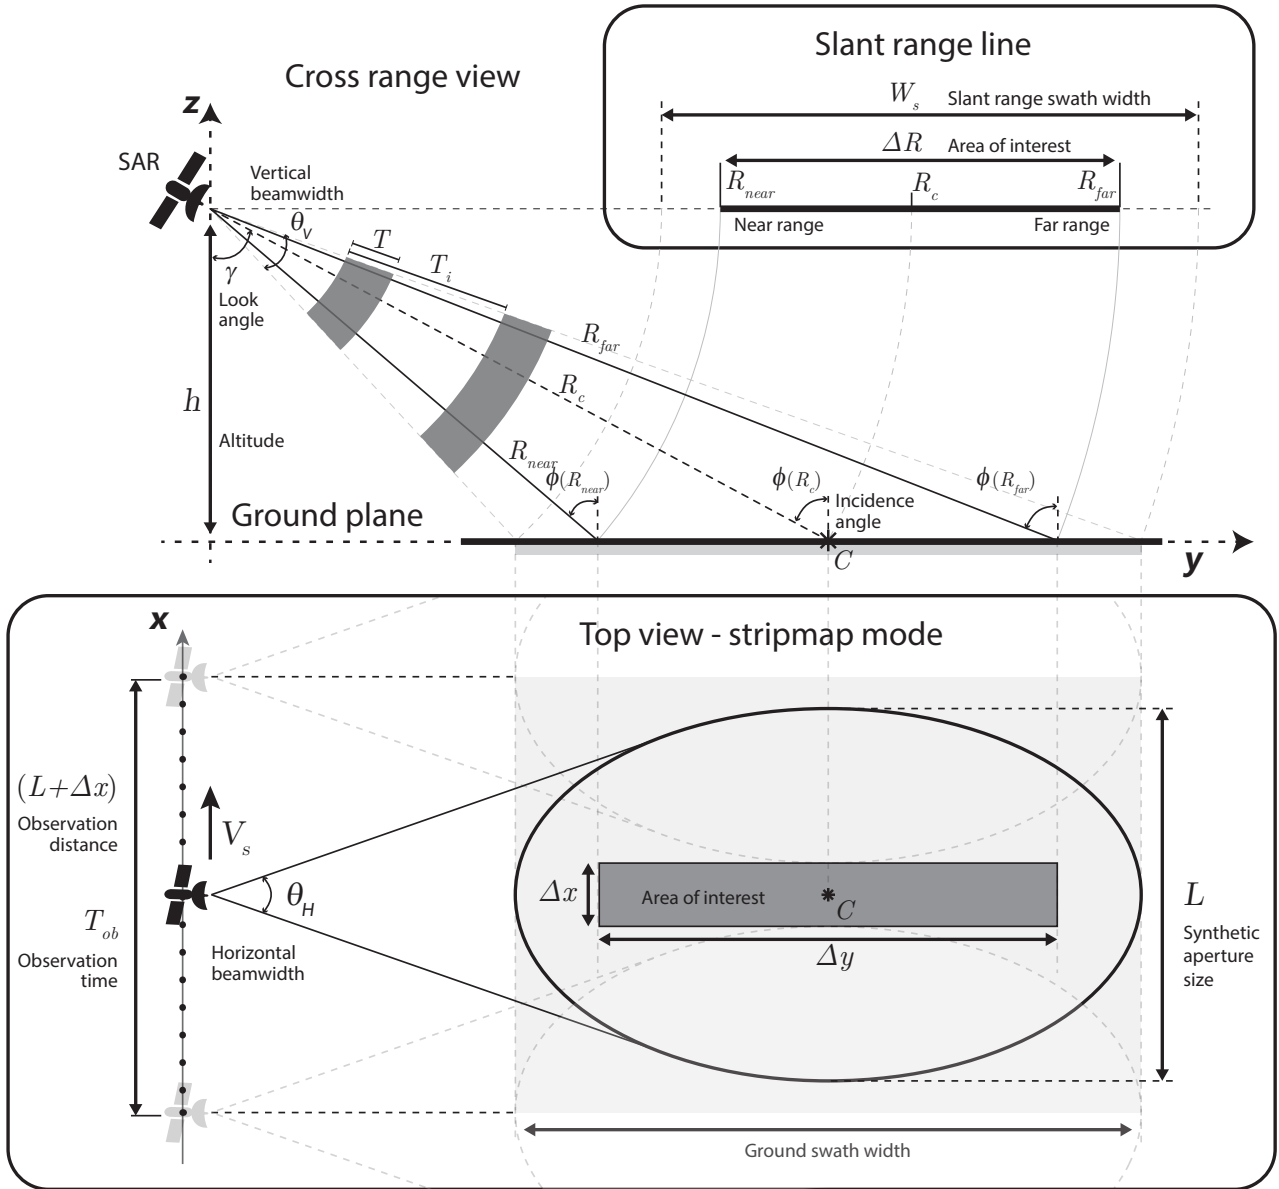 Slant range line
Cross range view
W_s Slant range swath width
z
SAR
Vertical
beamwidth
ΔR Area of interest
R_near R_c R_far
Near range Far range
θ_V
T
T_i
γ
Look
angle
R_far
R_c
h
Altitude
R_near
ϕ(R_near) ϕ(R_c) ϕ(R_far)
Incidence
angle
Ground plane
C
y
x
Top view - stripmap mode
(L+Δx)
Observation
distance
V_s
θ_H
Δx
Area of interest
C
L
T_ob
Synthetic
aperture
size
Observation
time
Horizontal
beamwidth
Δy
Ground swath width